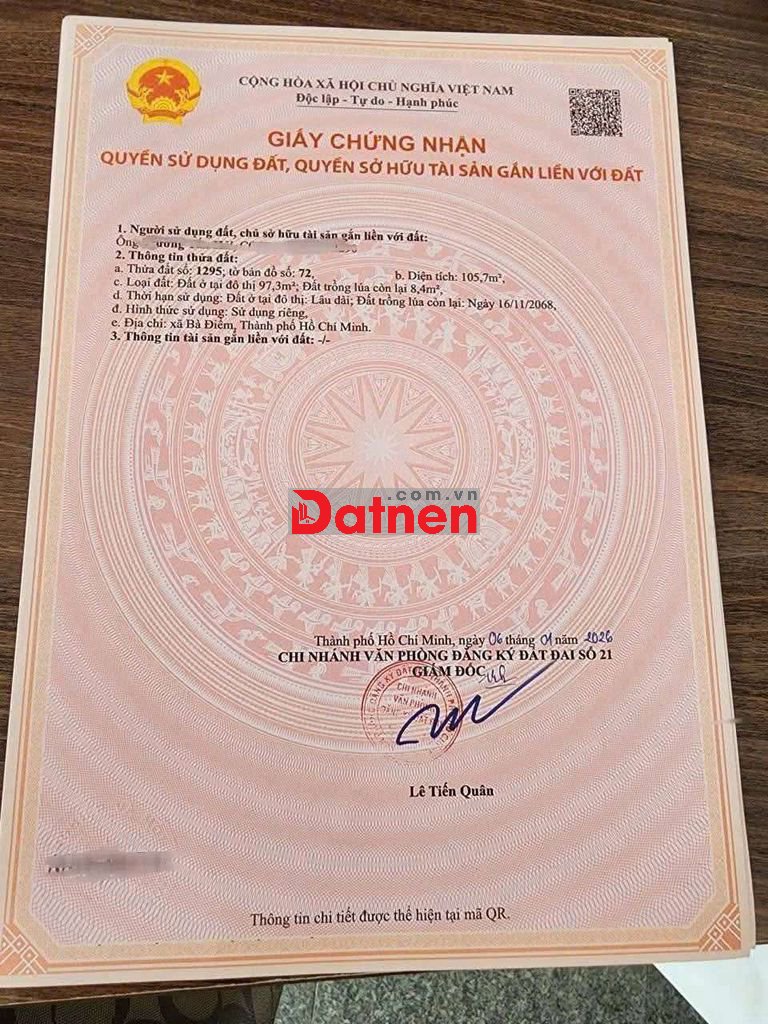 CỘNG HÒA XÃ HỘI CHỦ NGHĨA VIỆT NAM
Độc lập - Tự do - Hạnh phúc
GIẤY CHỨNG NHẬN
QUYỀN SỬ DỤNG ĐẤT, QUYỀN SỞ HỮU TÀI SẢN GẮN LIỀN VỚI ĐẤT
1. Người sử dụng đất, chủ sở hữu tài sản gắn liền với đất:
Ông
2. Thông tin thửa đất:
a. Thửa đất số: 1295; tờ bản đồ số: 72, b. Diện tích: 105,7m²,
c. Loại đất: Đất ở tại đô thị 97,3m²; Đất trồng lúa còn lại 8,4m²,
d. Thời hạn sử dụng: Đất ở tại đô thị: Lâu dài; Đất trồng lúa còn lại: Ngày 16/11/2068,
đ. Hình thức sử dụng: Sử dụng riêng,
e. Địa chỉ: xã Bà Điểm, Thành phố Hồ Chí Minh.
3. Thông tin tài sản gắn liền với đất: -/-
.com.vn
Datnen
Thành phố Hồ Chí Minh, ngày 06 tháng 01 năm 2026
CHI NHÁNH VĂN PHÒNG ĐĂNG KÝ ĐẤT ĐAI SỐ 21
GIÁM ĐỐC
CHI NHÁNH
VĂN PHÒNG
Lê Tiến Quân
Thông tin chi tiết được thể hiện tại mã QR.